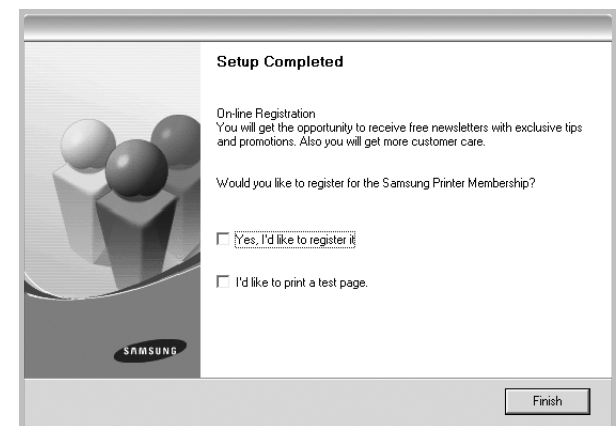 Setup Completed
On-line Registration
You will get the opportunity to receive free newsletters with exclusive tips
and promotions. Also you will get more customer care.
Would you like to register for the Samsung Printer Membership?
Yes, I'd like to register it
I'd like to print a test page.
SAMSUNG
Finish